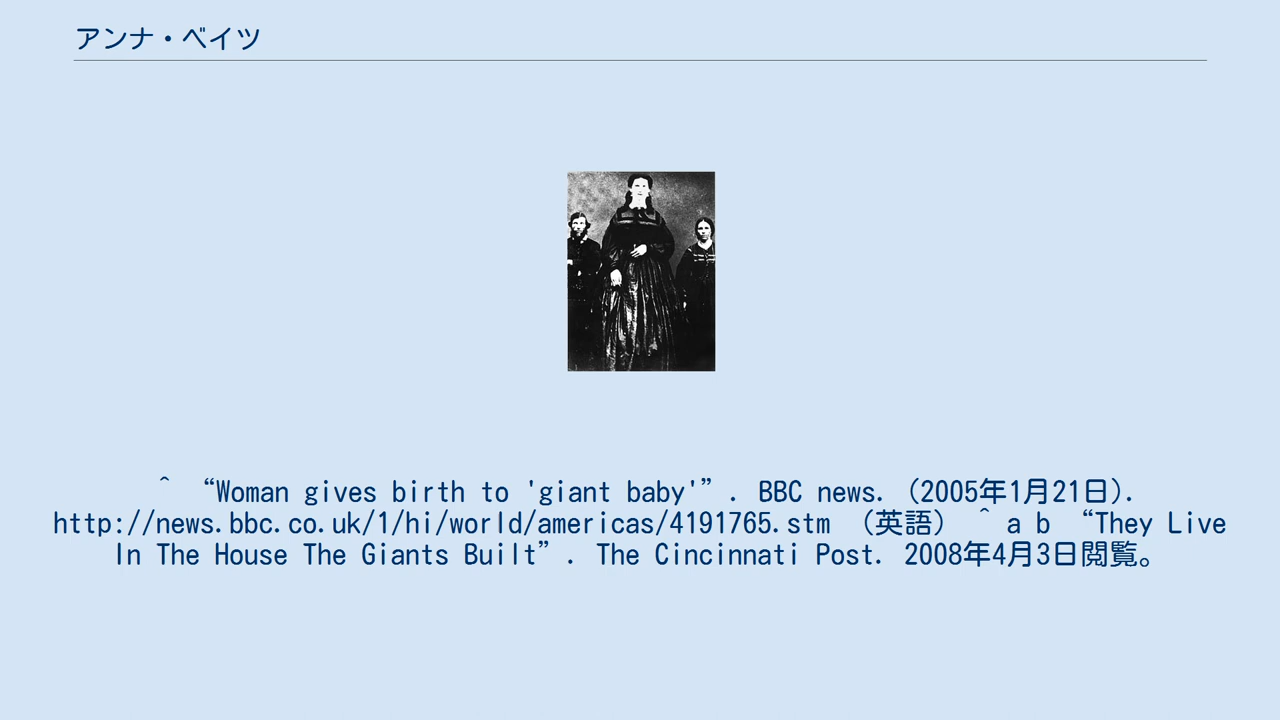 アンナ・ベイツ
^ “Woman gives birth to 'giant baby'”. BBC news. (2005年1月21日).
http://news.bbc.co.uk/1/hi/world/americas/4191765.stm （英語） ^ a b “They Live
In The House The Giants Built”. The Cincinnati Post. 2008年4月3日閲覧。